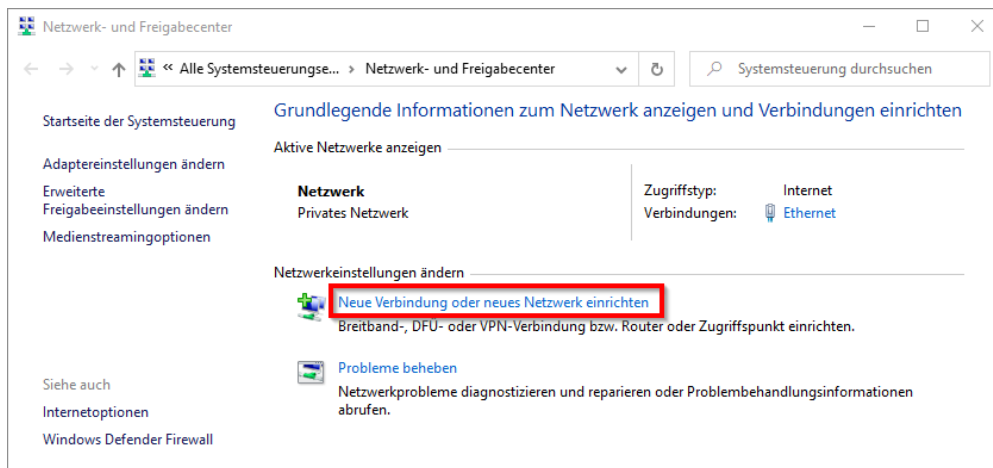 Netzwerk- und Freigabecenter
« Alle Systemsteuerungse... › Netzwerk- und Freigabecenter
Systemsteuerung durchsuchen
Startseite der Systemsteuerung
Adaptereinstellungen ändern
Erweiterte
Freigabeeinstellungen ändern
Medienstreamingoptionen
Grundlegende Informationen zum Netzwerk anzeigen und Verbindungen einrichten
Aktive Netzwerke anzeigen
Netzwerk
Privates Netzwerk
Zugriffstyp: Internet
Verbindungen: Ethernet
Netzwerkeinstellungen ändern
Neue Verbindung oder neues Netzwerk einrichten
Breitband-, DFÜ- oder VPN-Verbindung bzw. Router oder Zugriffspunkt einrichten.
Probleme beheben
Netzwerkprobleme diagnostizieren und reparieren oder Problembehandlungsinformationen
abrufen.
Siehe auch
Internetoptionen
Windows Defender Firewall